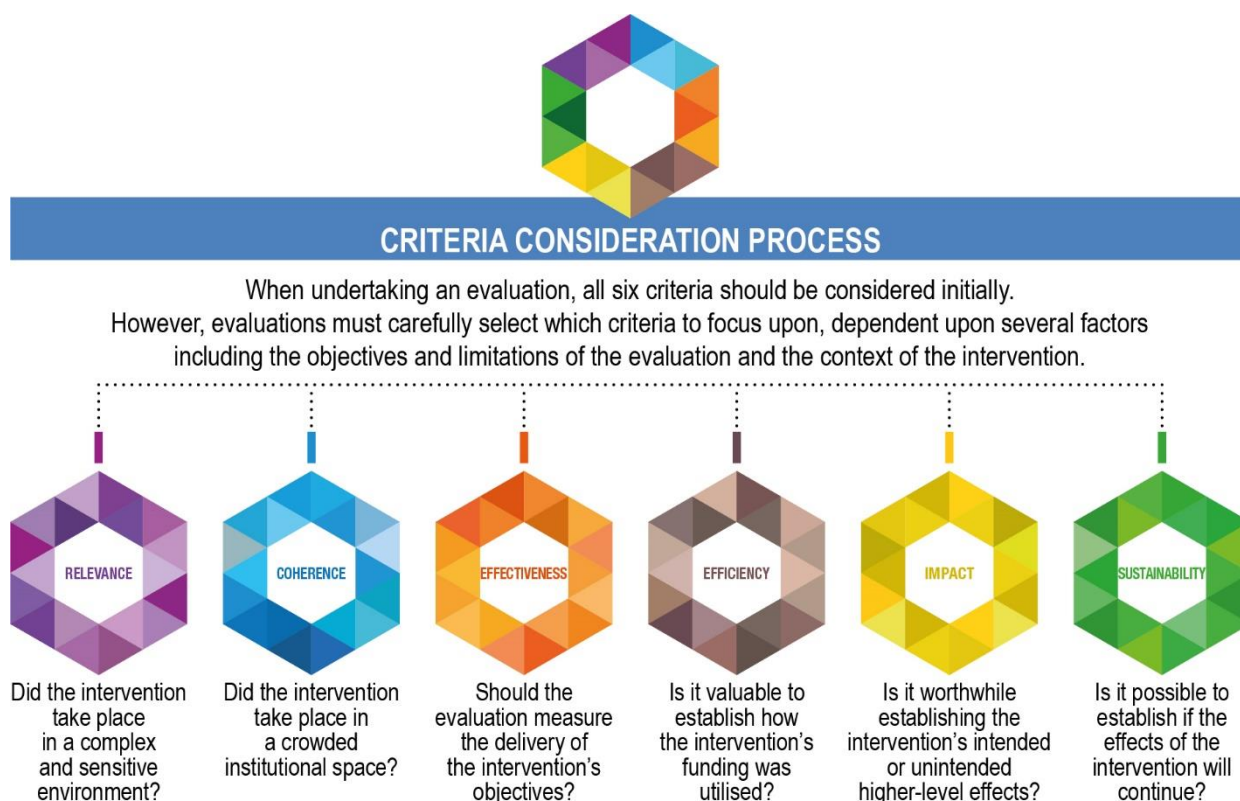 CRITERIA CONSIDERATION PROCESS
When undertaking an evaluation, all six criteria should be considered initially.
However, evaluations must carefully select which criteria to focus upon, dependent upon several factors
including the objectives and limitations of the evaluation and the context of the intervention.
RELEVANCE
Did the intervention
take place
in a complex
and sensitive
environment?
COHERENCE
Did the intervention
take place in
a crowded
institutional space?
EFFECTIVENESS
Should the
evaluation measure
the delivery of
the intervention's
objectives?
EFFICIENCY
Is it valuable to
establish how
the intervention's
funding was
utilised?
IMPACT
Is it worthwhile
establishing the
intervention's intended
or unintended
higher-level effects?
SUSTAINABILITY
Is it possible to
establish if the
effects of the
intervention will
continue?